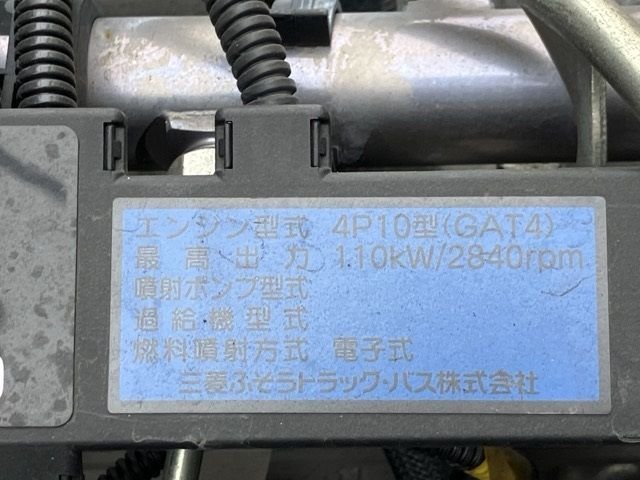 エンジン型式 4P10型(GAT4)
最高出力 110kW/2840rpm
噴射ポンプ型式
過給機型式
燃料噴射方式 電子式
三菱ふそうトラック・バス株式会社